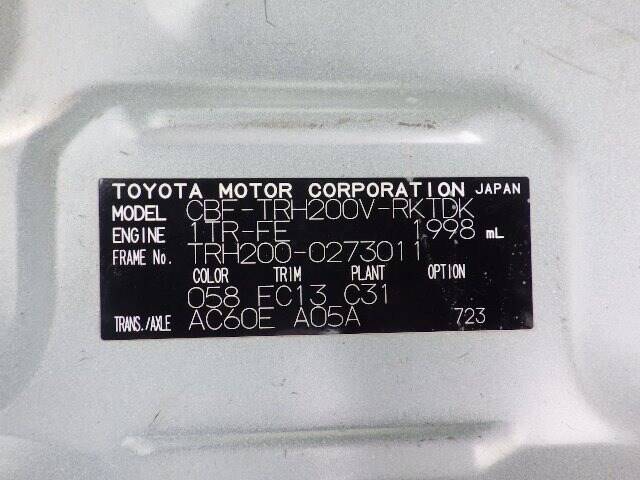 TOYOTA MOTOR CORPORATION JAPAN
MODEL CBF-TRH200V-RKTDK
ENGINE 1TR-FE 1998 mL
FRAME No. TRH200-0273011
COLOR TRIM PLANT OPTION
058 FC13 C31
TRANS./AXLE AC60E A05A 723